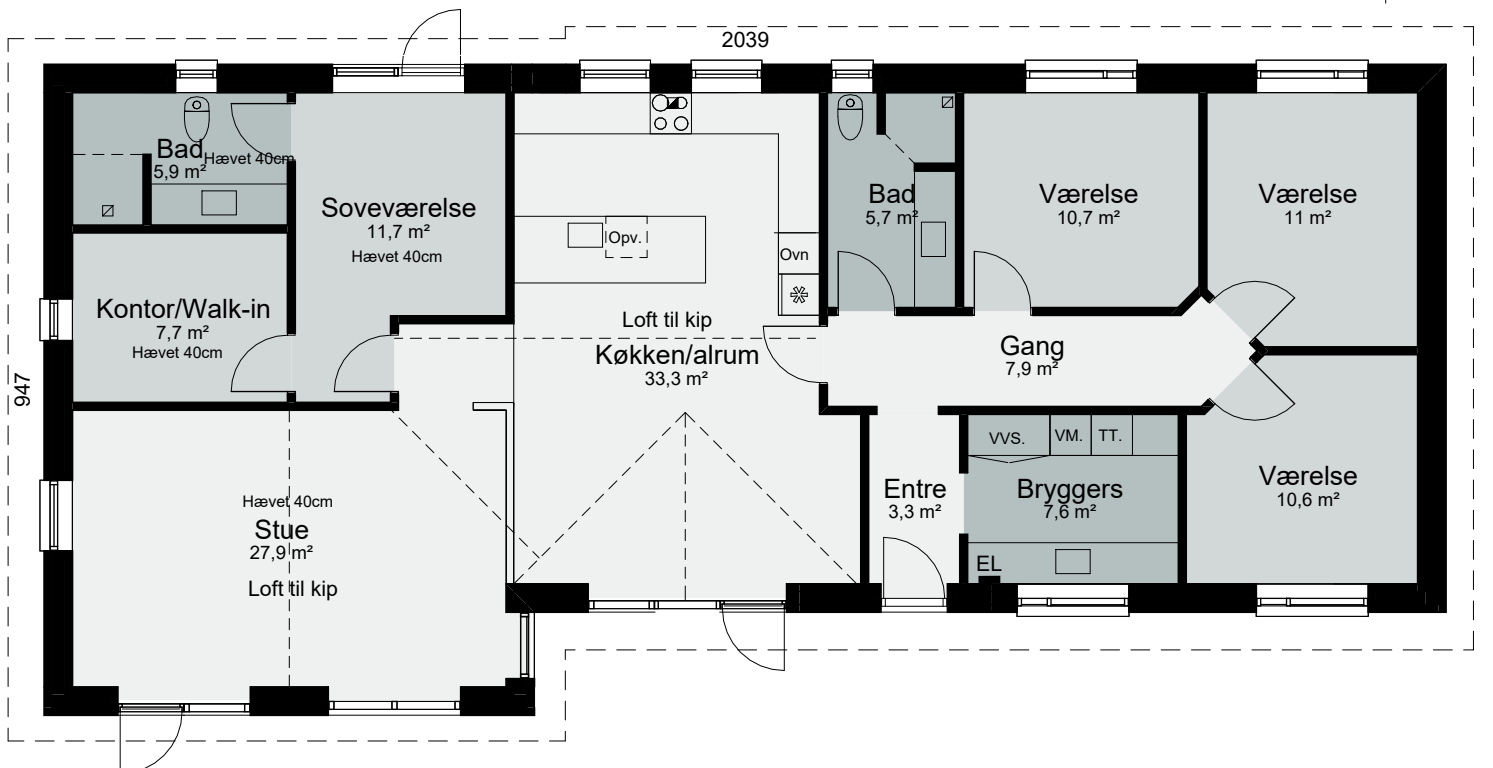 2039
947
Bad
5,9 m²
Hævet 40cm
Soveværelse
11,7 m²
Hævet 40cm
Kontor/Walk-in
7,7 m²
Hævet 40cm
Hævet 40cm
Stue
27,9 m²
Loft til kip
Opv.
Ovn
Loft til kip
Køkken/alrum
33,3 m²
Bad
5,7 m²
Værelse
10,7 m²
Værelse
11 m²
Gang
7,9 m²
Entre
3,3 m²
VVS.
VM.
TT.
Bryggers
7,6 m²
EL
Værelse
10,6 m²